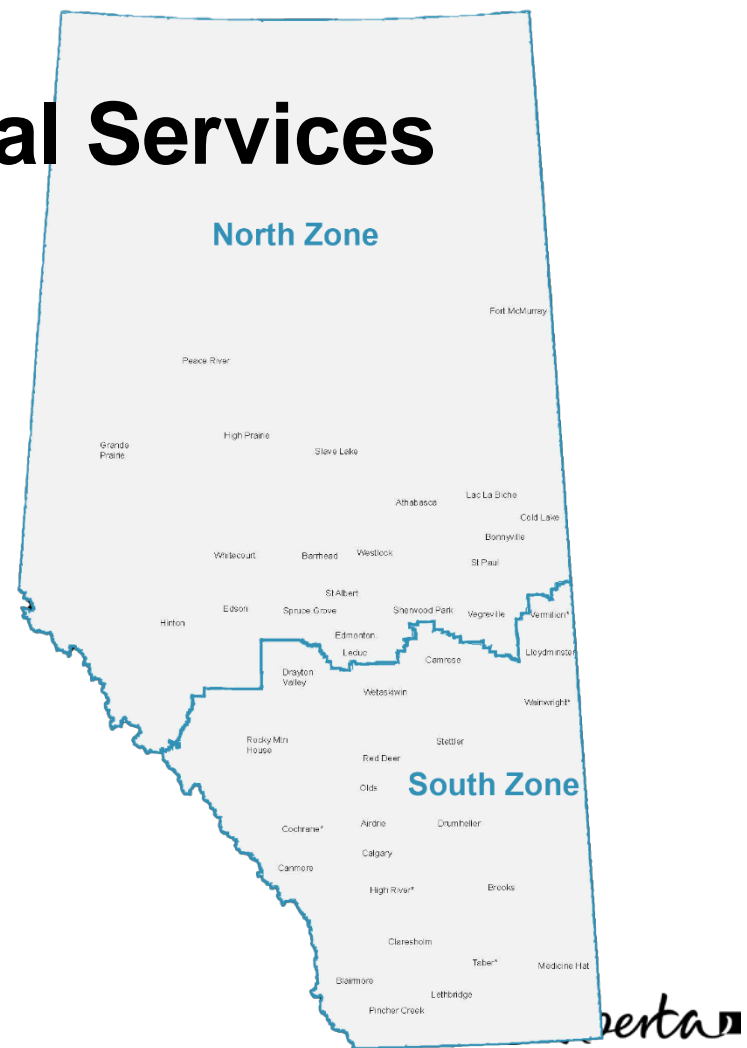 al Services
North Zone
Fort McMurray
Peace River
High Prairie
Grande
Prairie
Slave Lake
Lac La Biche
Athabasca
Cold Lake
Bonnyville
Whitecourt
Barrhead
Westlock
St Paul
St Albert
Edson
Spruce Grove
Sherwood Park
Vegreville
Vermilion*
Hinton
Edmonton
Leduc
Lloydminster
Camrose
Drayton
Valley
Wetaskiwin
Wainwright*
Rocky Mtn
House
Stettler
Red Deer
Olds
South Zone
Cochrane*
Airdrie
Drumheller
Calgary
Canmore
High River*
Brooks
Claresholm
Taber*
Medicine Hat
Blairmore
Lethbridge
Pincher Creek
berta